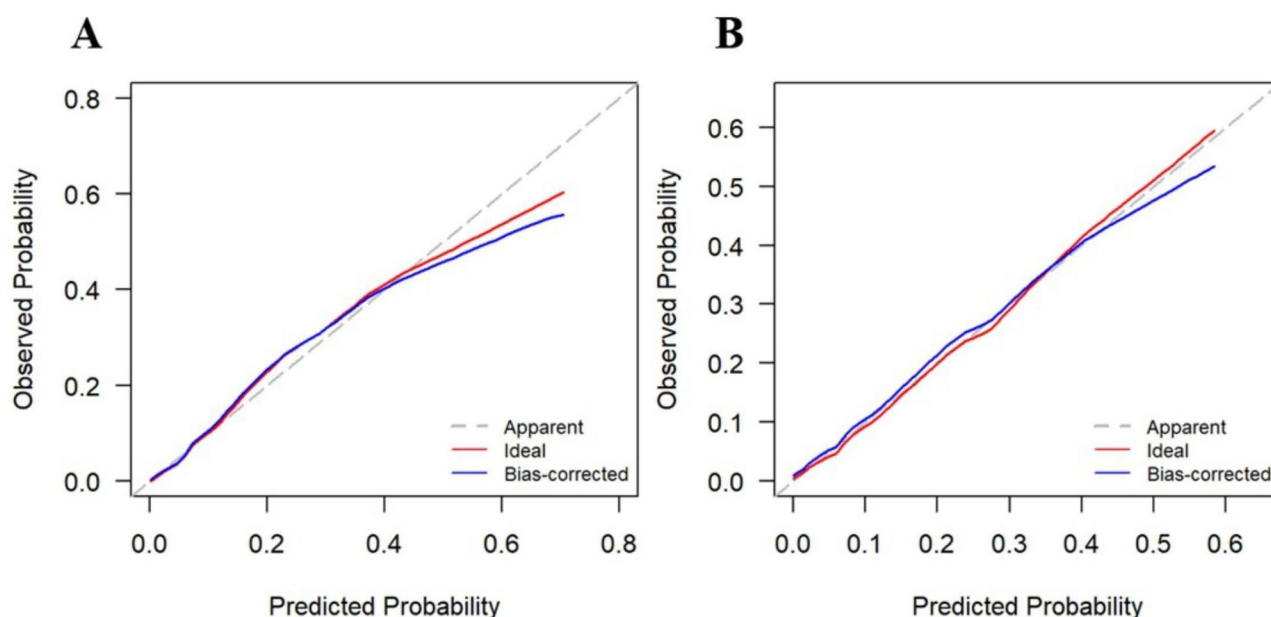 A
Observed Probability
0.8
0.6
0.4
0.2
0.0
Apparent
Ideal
Bias-corrected
0.0 0.2 0.4 0.6 0.8
Predicted Probability
B
Observed Probability
0.6
0.5
0.4
0.3
0.2
0.1
0.0
Apparent
Ideal
Bias-corrected
0.0 0.1 0.2 0.3 0.4 0.5 0.6
Predicted Probability